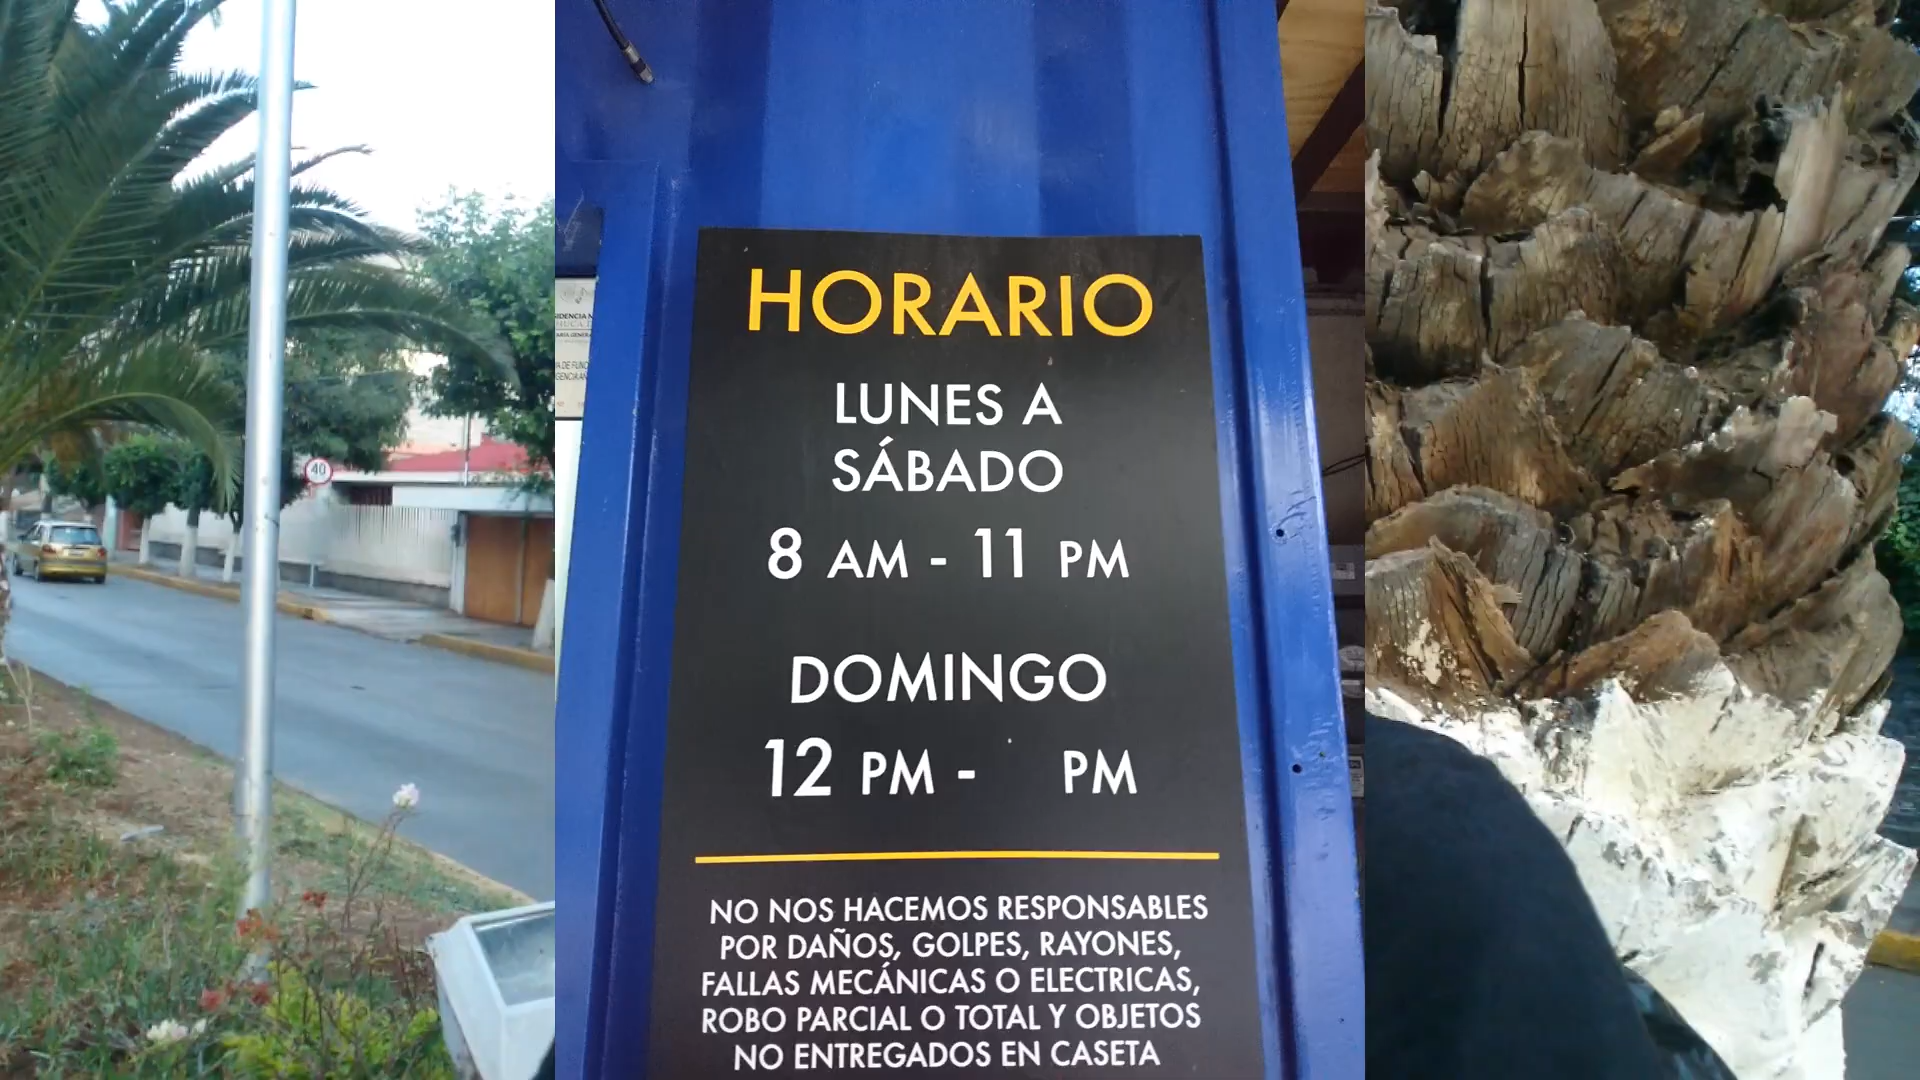 40
HORARIO
LUNES A
SÁBADO
8 AM - 11 PM
DOMINGO
12 PM - PM
NO NOS HACEMOS RESPONSABLES
POR DAÑOS, GOLPES, RAYONES,
FALLAS MECÁNICAS O ELECTRICAS,
ROBO PARCIAL O TOTAL Y OBJETOS
NO ENTREGADOS EN CASETA